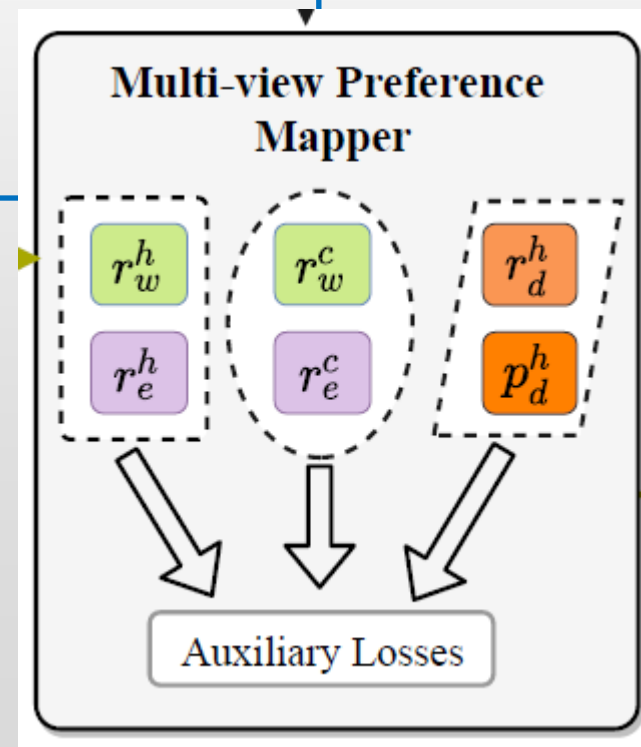 Multi-view Preference
Mapper
r_w^h r_w^c r_d^h
r_e^h r_e^c p_d^h
Auxiliary Losses